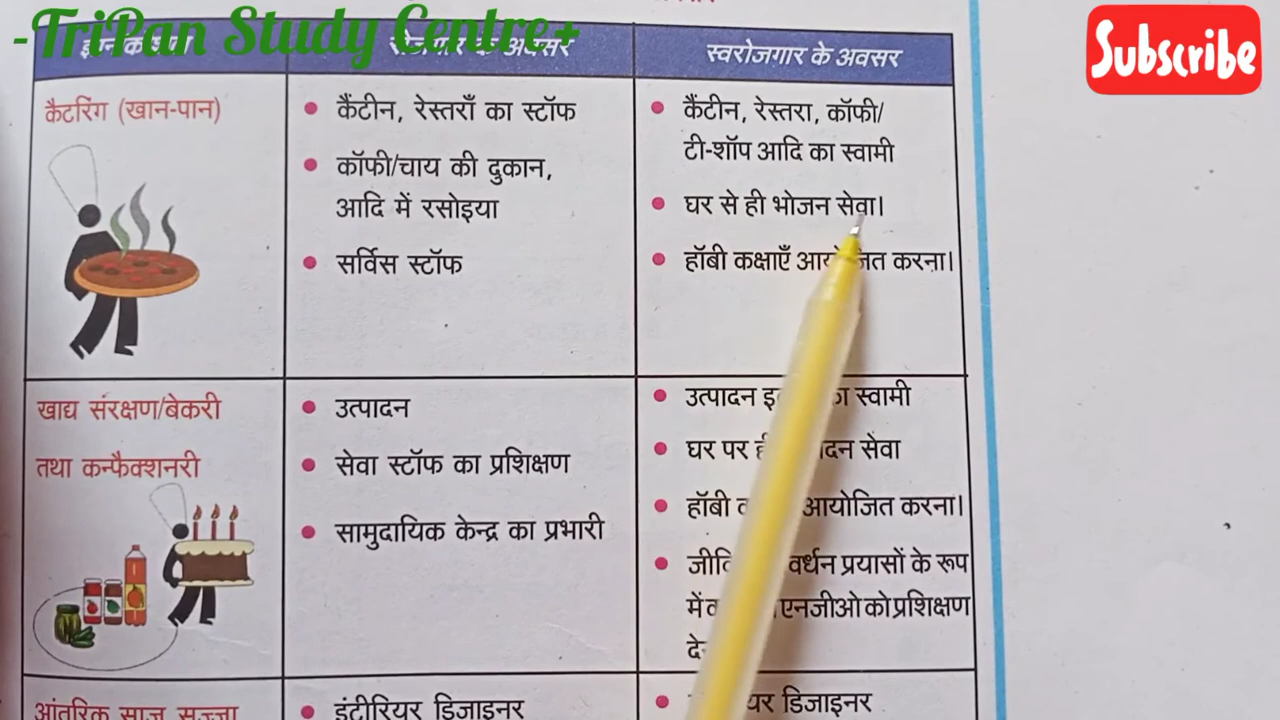 -TriPan Study Centre+
Subscribe
स्वरोजगार के अवसर
कैटरिंग (खान-पान)
कैंटीन, रेस्तराँ का स्टॉफ
कॉफी/चाय की दुकान,
आदि में रसोइया
सर्विस स्टॉफ
कैंटीन, रेस्तरा, कॉफी/
टी-शॉप आदि का स्वामी
घर से ही भोजन सेवा।
हॉबी कक्षाएँ करना।
खाद्य संरक्षण/बेकरी
तथा कन्फैक्शनरी
उत्पादन
सेवा स्टॉफ का प्रशिक्षण
सामुदायिक केन्द्र का प्रभारी
उत्पादन स्वामी
घर पर सेवा
हॉबी आयोजित करना।
प्रयासों के रूप
में एनजीओ को प्रशिक्षण
आंतरिक साज सज्जा
इंटीरियर डिजाइनर
डिजाइनर